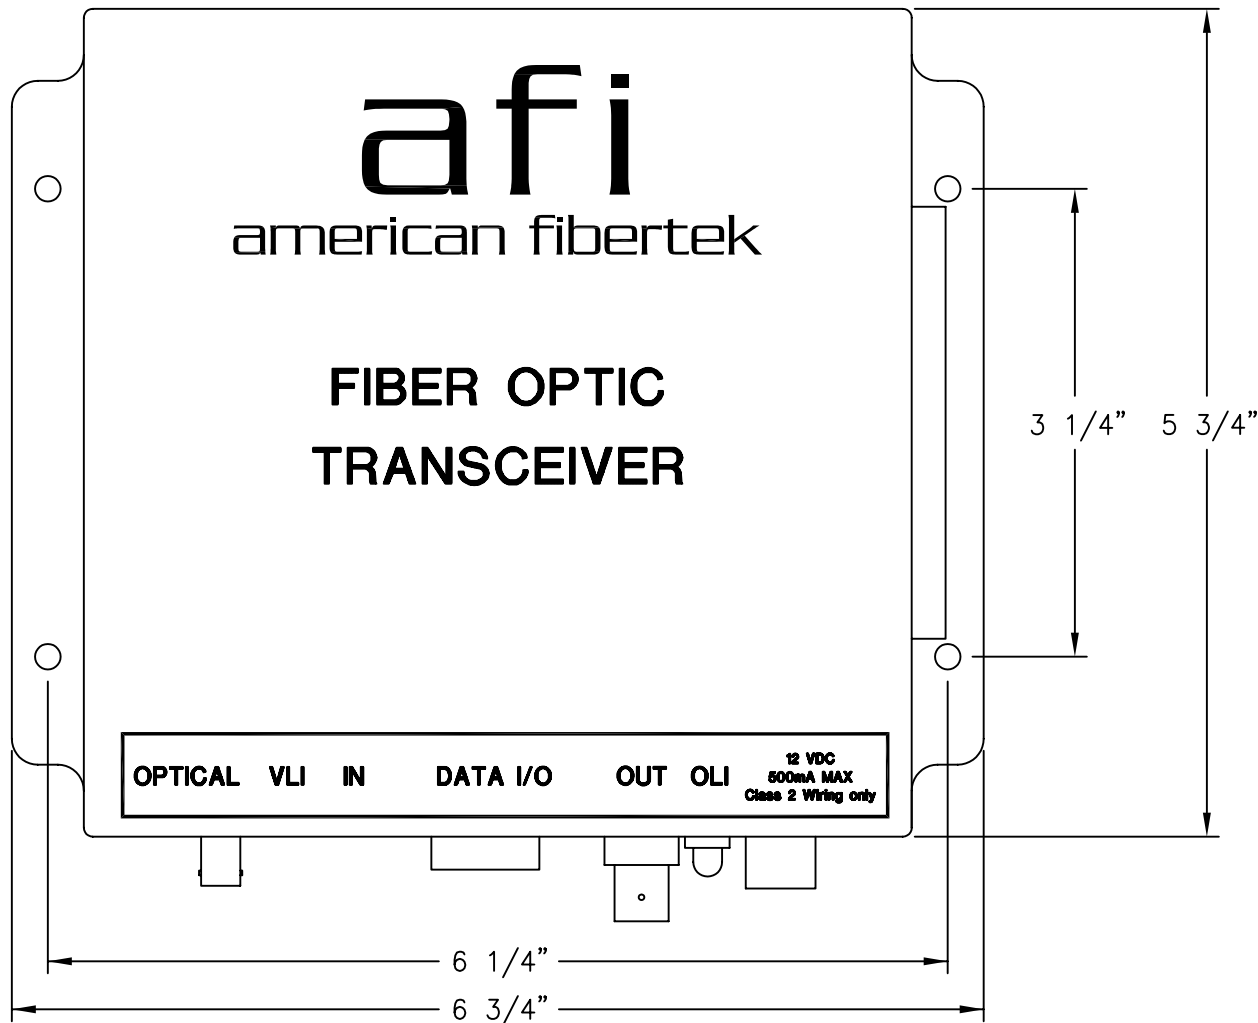 afi
american fibertek
FIBER OPTIC
TRANSCEIVER
3 1/4” 5 3/4”
OPTICAL VLI IN DATA I/O OUT OLI
12 VDC
500mA MAX
Class 2 Wiring only
6 1/4”
6 3/4”